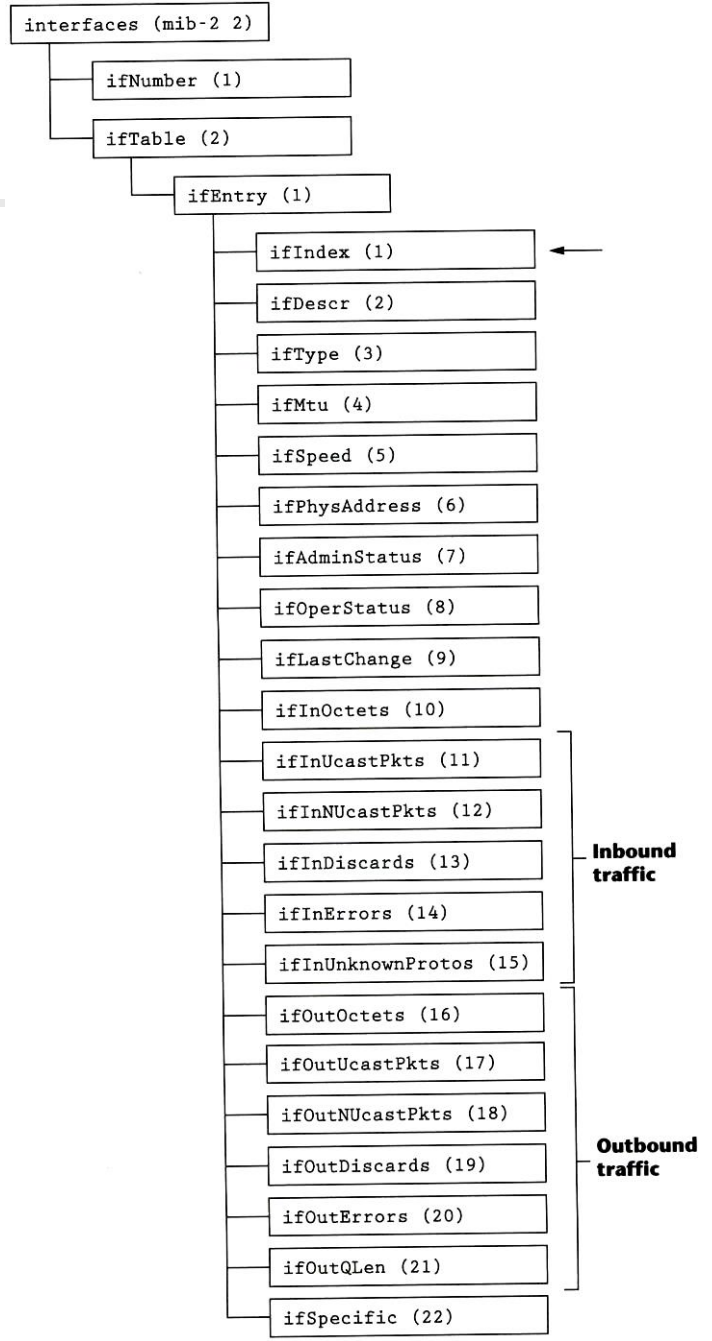 interfaces (mib-2 2)
ifNumber (1)
ifTable (2)
ifEntry (1)
ifIndex (1)
ifDescr (2)
ifType (3)
ifMtu (4)
ifSpeed (5)
ifPhysAddress (6)
ifAdminStatus (7)
ifOperStatus (8)
ifLastChange (9)
ifInOctets (10)
ifInUcastPkts (11)
ifInNUcastPkts (12)
ifInDiscards (13)
ifInErrors (14)
ifInUnknownProtos (15)
Inbound
traffic
ifOutOctets (16)
ifOutUcastPkts (17)
ifOutNUcastPkts (18)
ifOutDiscards (19)
ifOutErrors (20)
ifOutQLen (21)
Outbound
traffic
ifSpecific (22)